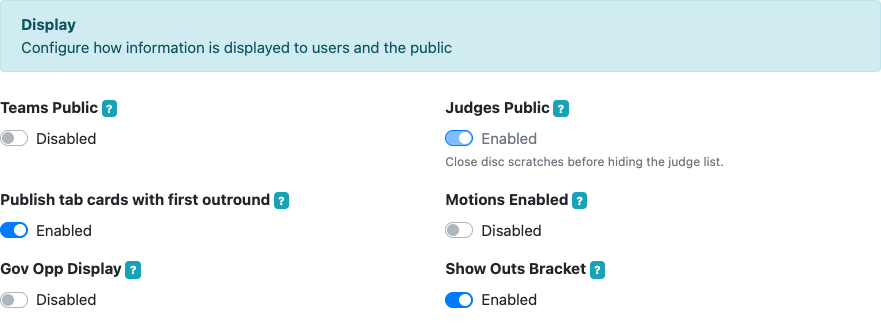 Display
Configure how information is displayed to users and the public
Teams Public ?
Judges Public ?
Disabled
Enabled
Close disc scratches before hiding the judge list.
Publish tab cards with first outround ?
Motions Enabled ?
Enabled
Disabled
Gov Opp Display ?
Show Outs Bracket ?
Disabled
Enabled